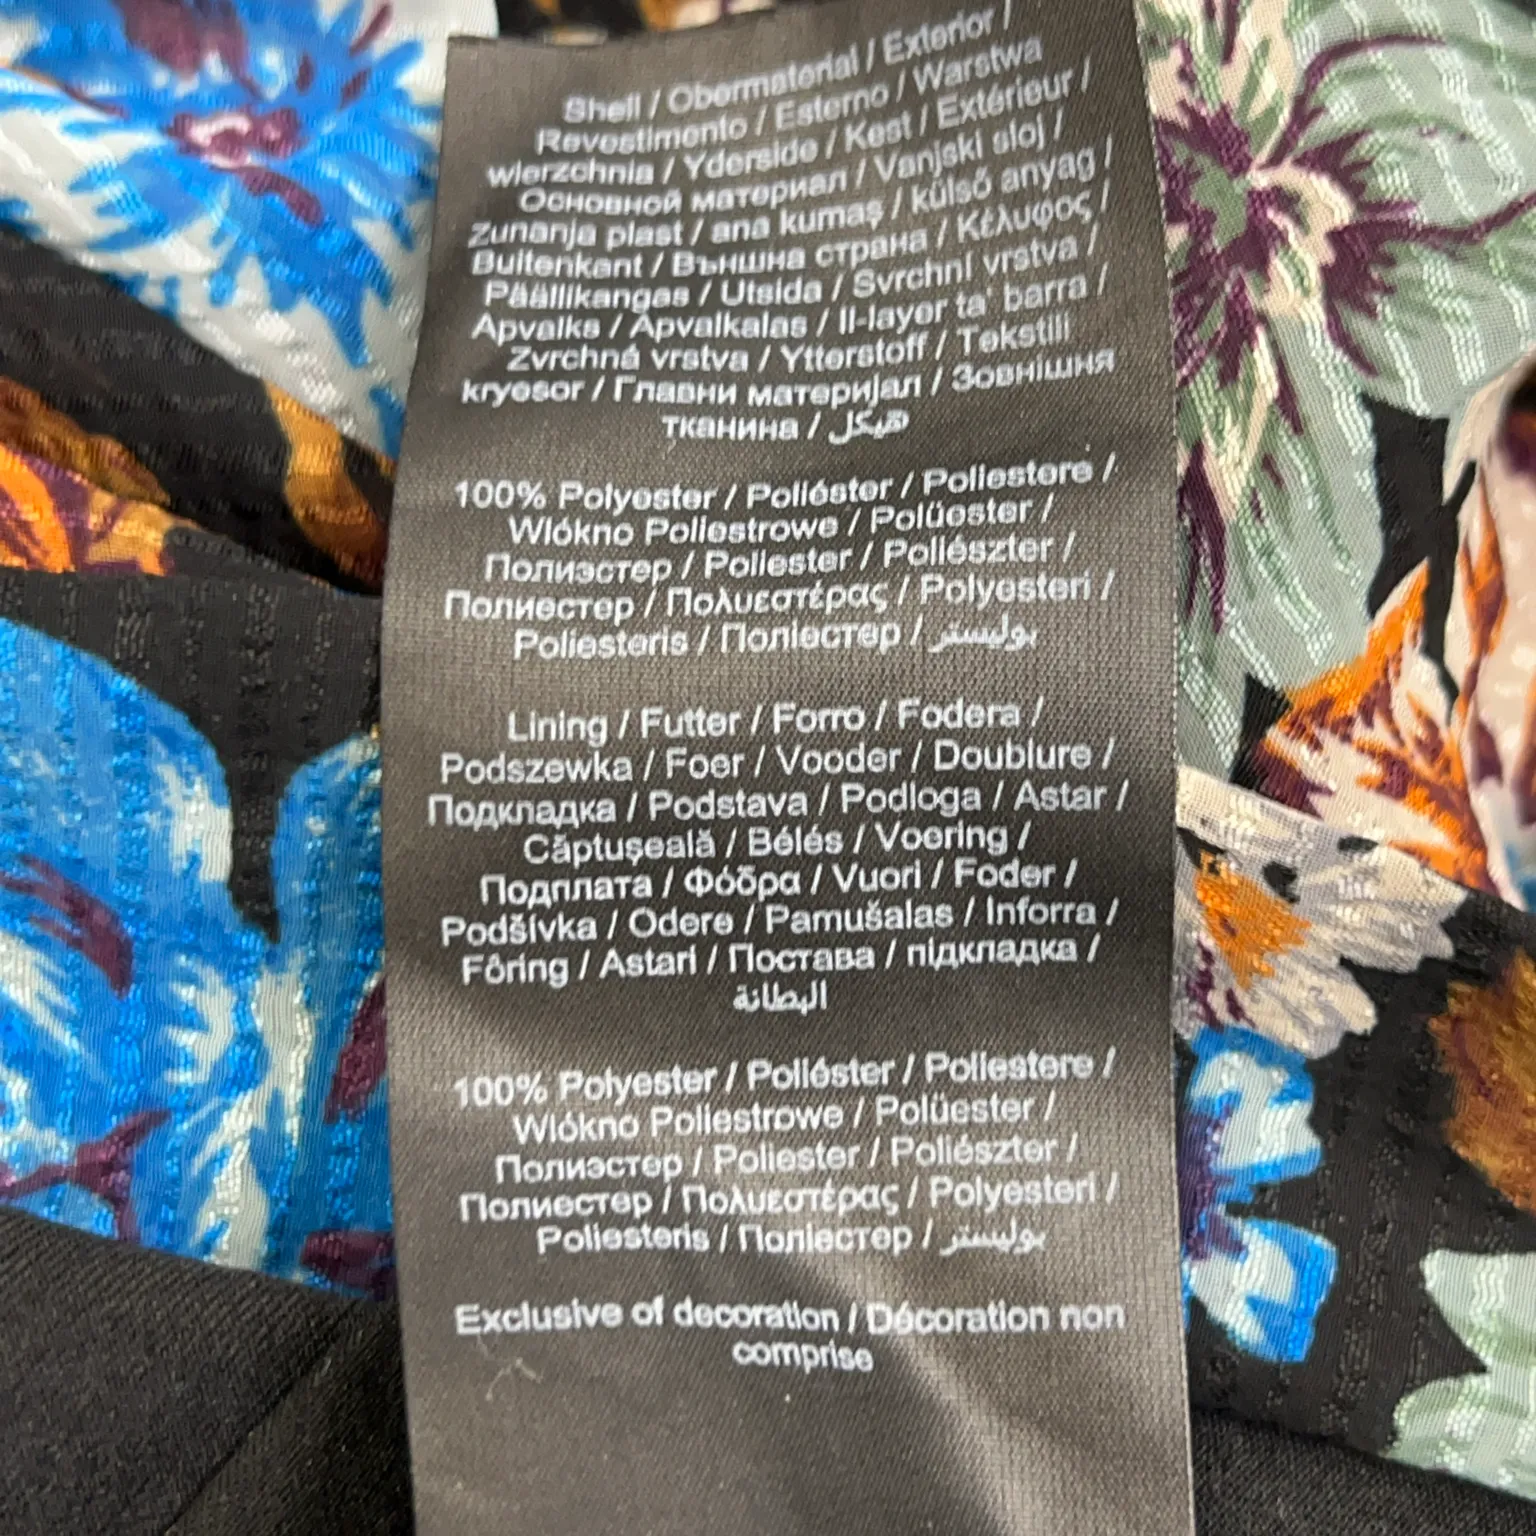 Shell / Obermaterial / Exterior /
Revestimento / Esterno / Warstwa
wierzchnia / Yderside / Kest / Extérieur /
Основной материал / Vanjski sloj /
Zunanja plast / ana kumaş / külső anyag /
Buitenkant / Външна страна / Κέλυφος /
Päällikangas / Utsida / Svrchní vrstva /
Apvalks / Apvalkalas / Il-layer ta' barra /
Zvrchná vrstva / Ytterstoff / Tekstili
kryesor / Главни материјал / Зовнішня
тканина / هيكل
100% Polyester / Poliéster / Poliestere /
Wlókno Poliestrowe / Polüester /
Полиэстер / Poliester / Poliészter /
Полиестер / Πολυεστέρας / Polyesteri /
Poliesteris / Поліестер / بوليستر
Lining / Futter / Forro / Fodera /
Podszewka / Foer / Vooder / Doublure /
Подкладка / Podstava / Podloga / Astar /
Căptuşeală / Bélés / Voering /
Подплата / Φόδρα / Vuori / Foder /
Podšívka / Odere / Pamušalas / Inforra /
Fôring / Astari / Постава / підкладка /
البطانة
100% Polyester / Poliéster / Poliestere /
Wlókno Poliestrowe / Polüester /
Полиэстер / Poliester / Poliészter /
Полиестер / Πολυεστέρας / Polyesteri /
Poliesteris / Поліестер / بوليستر
Exclusive of decoration / Décoration non
comprise